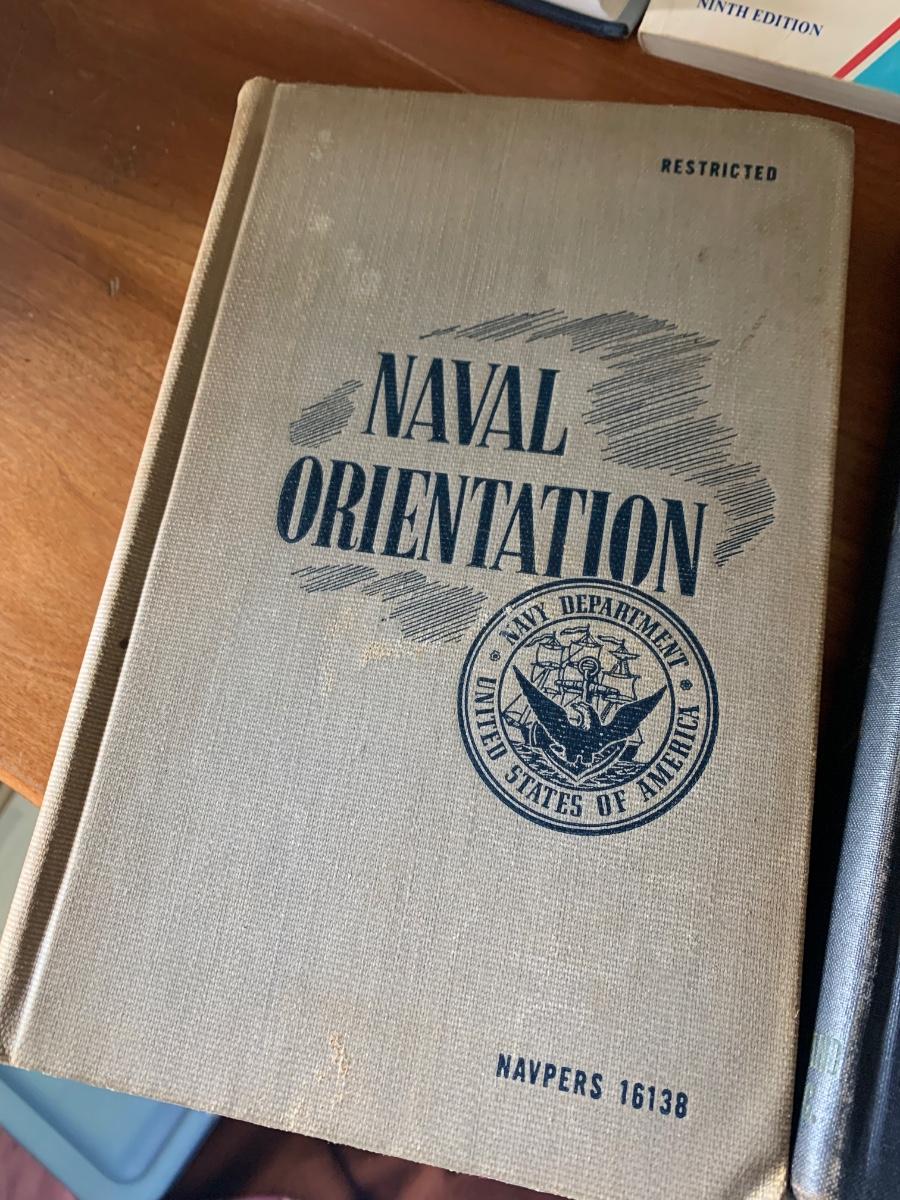 NINTH EDITION
RESTRICTED
NAVAL
ORIENTATION
NAVY DEPARTMENT
UNITED STATES OF AMERICA
NAVPERS 16138